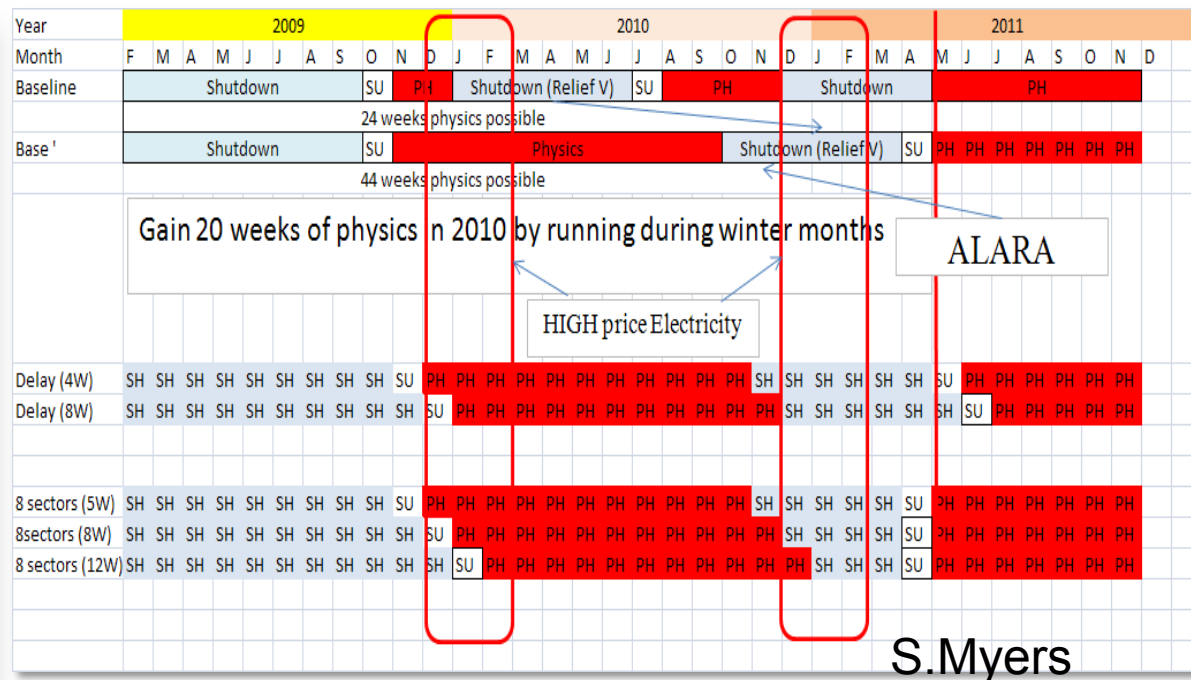 Year 2009 2010 2011
Month F M A M J J A S O N D J F M A M J J A S O N D J F M A M J J A S O N D
Baseline Shutdown SU PH Shutdown (Relief V) SU PH Shutdown PH
24 weeks physics possible
Base ' Shutdown SU Physics Shutdown (Relief V) SU PH PH PH PH PH PH PH
44 weeks physics possible
Gain 20 weeks of physics in 2010 by running during winter months
ALARA
HIGH price Electricity
Delay (4W) SH SH SH SH SH SH SH SH SH SU PH PH PH PH PH PH PH PH PH PH PH SH SH SH SH SH SH SU PH PH PH PH PH PH
Delay (8W) SH SH SH SH SH SH SH SH SH SH SU PH PH PH PH PH PH PH PH PH PH PH SH SH SH SH SH SH SU PH PH PH PH PH
8 sectors (5W) SH SH SH SH SH SH SH SH SH SU PH PH PH PH PH PH PH PH PH PH PH SH SH SH SH SH SU PH PH PH PH PH PH PH
8sectors (8W) SH SH SH SH SH SH SH SH SH SH SU PH PH PH PH PH PH PH PH PH PH PH SH SH SH SH SU PH PH PH PH PH PH PH
8 sectors (12W) SH SH SH SH SH SH SH SH SH SH SH SU PH PH PH PH PH PH PH PH PH PH PH SH SH SH SU PH PH PH PH PH PH PH
S.Myers